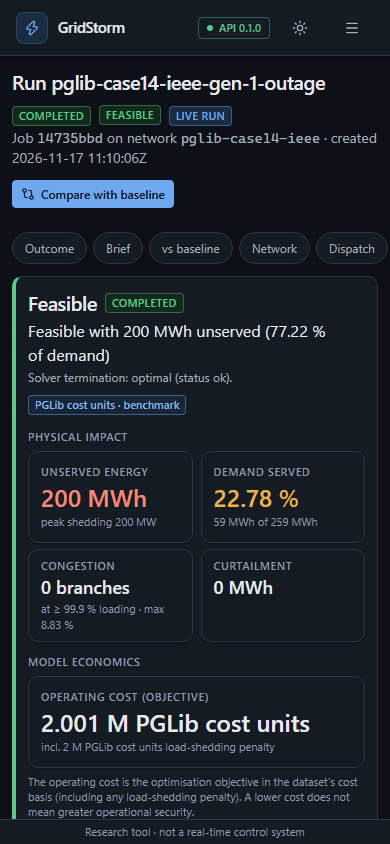 GridStorm
API 0.1.0
Run pglib-case14-ieee-gen-1-outage
COMPLETED
FEASIBLE
LIVE RUN
Job 14735bbd on network pglib-case14-ieee · created
2026-11-17 11:10:06Z
Compare with baseline
Outcome
Brief
vs baseline
Network
Dispatch
Feasible
COMPLETED
Feasible with 200 MWh unserved (77.22 %
of demand)
Solver termination: optimal (status ok).
PGLib cost units · benchmark
PHYSICAL IMPACT
UNSERVED ENERGY
200 MWh
peak shedding 200 MW
DEMAND SERVED
22.78 %
59 MWh of 259 MWh
CONGESTION
0 branches
at ≥ 99.9 % loading · max
8.83 %
CURTAILMENT
0 MWh
MODEL ECONOMICS
OPERATING COST (OBJECTIVE)
2.001 M PGLib cost units
incl. 2 M PGLib cost units load-shedding penalty
The operating cost is the optimisation objective in the dataset's cost
basis (including any load-shedding penalty). A lower cost does not
mean greater operational security.
Research tool · not a real-time control system